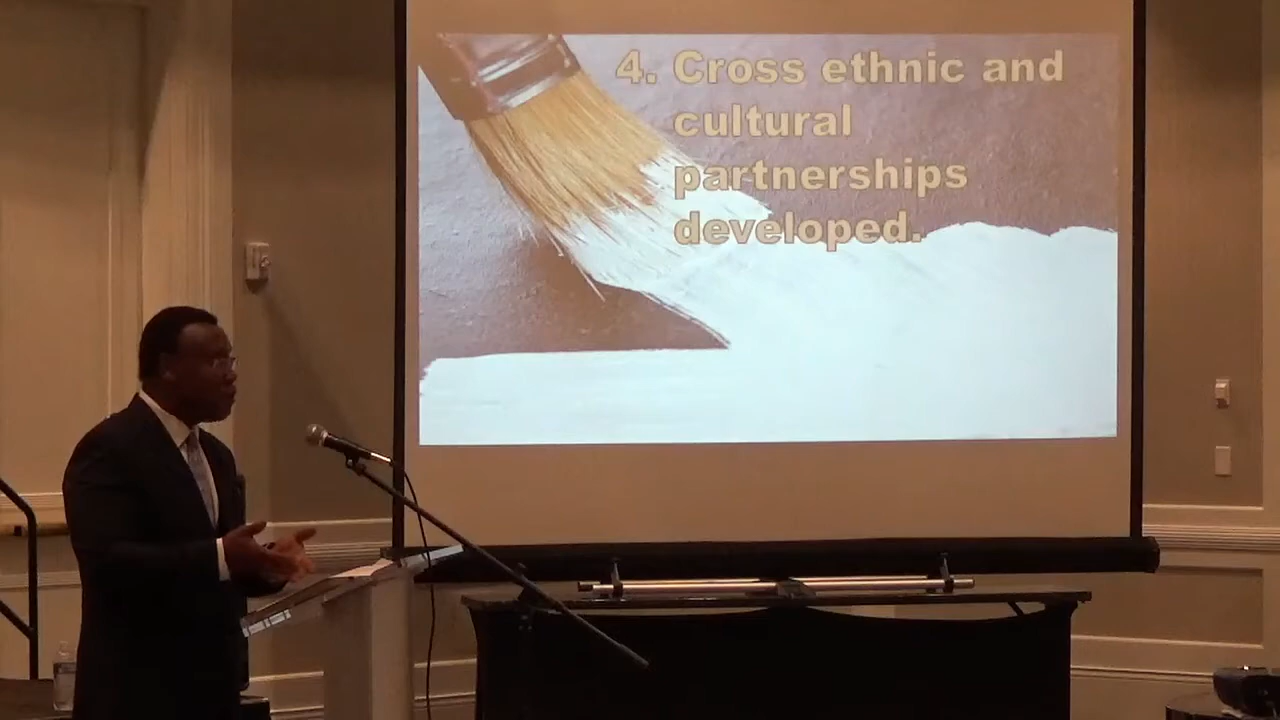 4. Cross ethnic and
cultural
partnerships
developed.